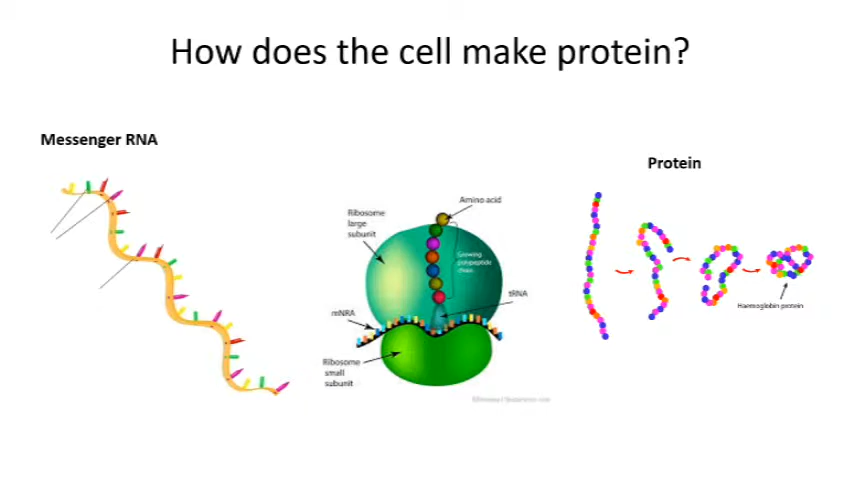 How does the cell make protein?
Messenger RNA
Protein
Amino acid
Ribosome
large
subunit
Growing
polypeptide
chain
tRNA
mNRA
Ribosome
small
subunit
Haemoglobin protein